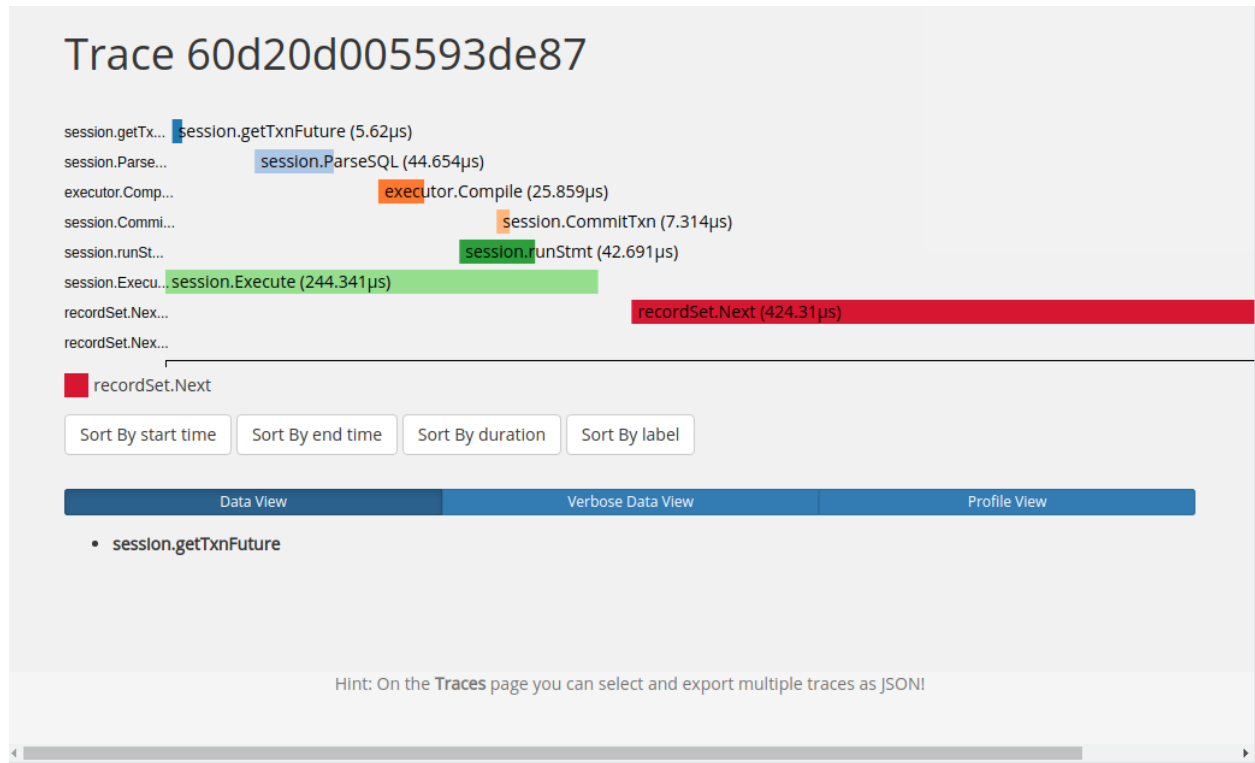 Trace 60d20d005593de87
session.getTx... session.getTxnFuture (5.62µs)
session.Parse... session.ParseSQL (44.654µs)
executor.Comp... executor.Compile (25.859µs)
session.Commi... session.CommitTxn (7.314µs)
session.runSt... session.runStmt (42.691µs)
session.Execu... session.Execute (244.341µs)
recordSet.Nex... recordSet.Next (424.31µs)
recordSet.Nex...
recordSet.Next
Sort By start time Sort By end time Sort By duration Sort By label
Data View Verbose Data View Profile View
• session.getTxnFuture
Hint: On the Traces page you can select and export multiple traces as JSON!